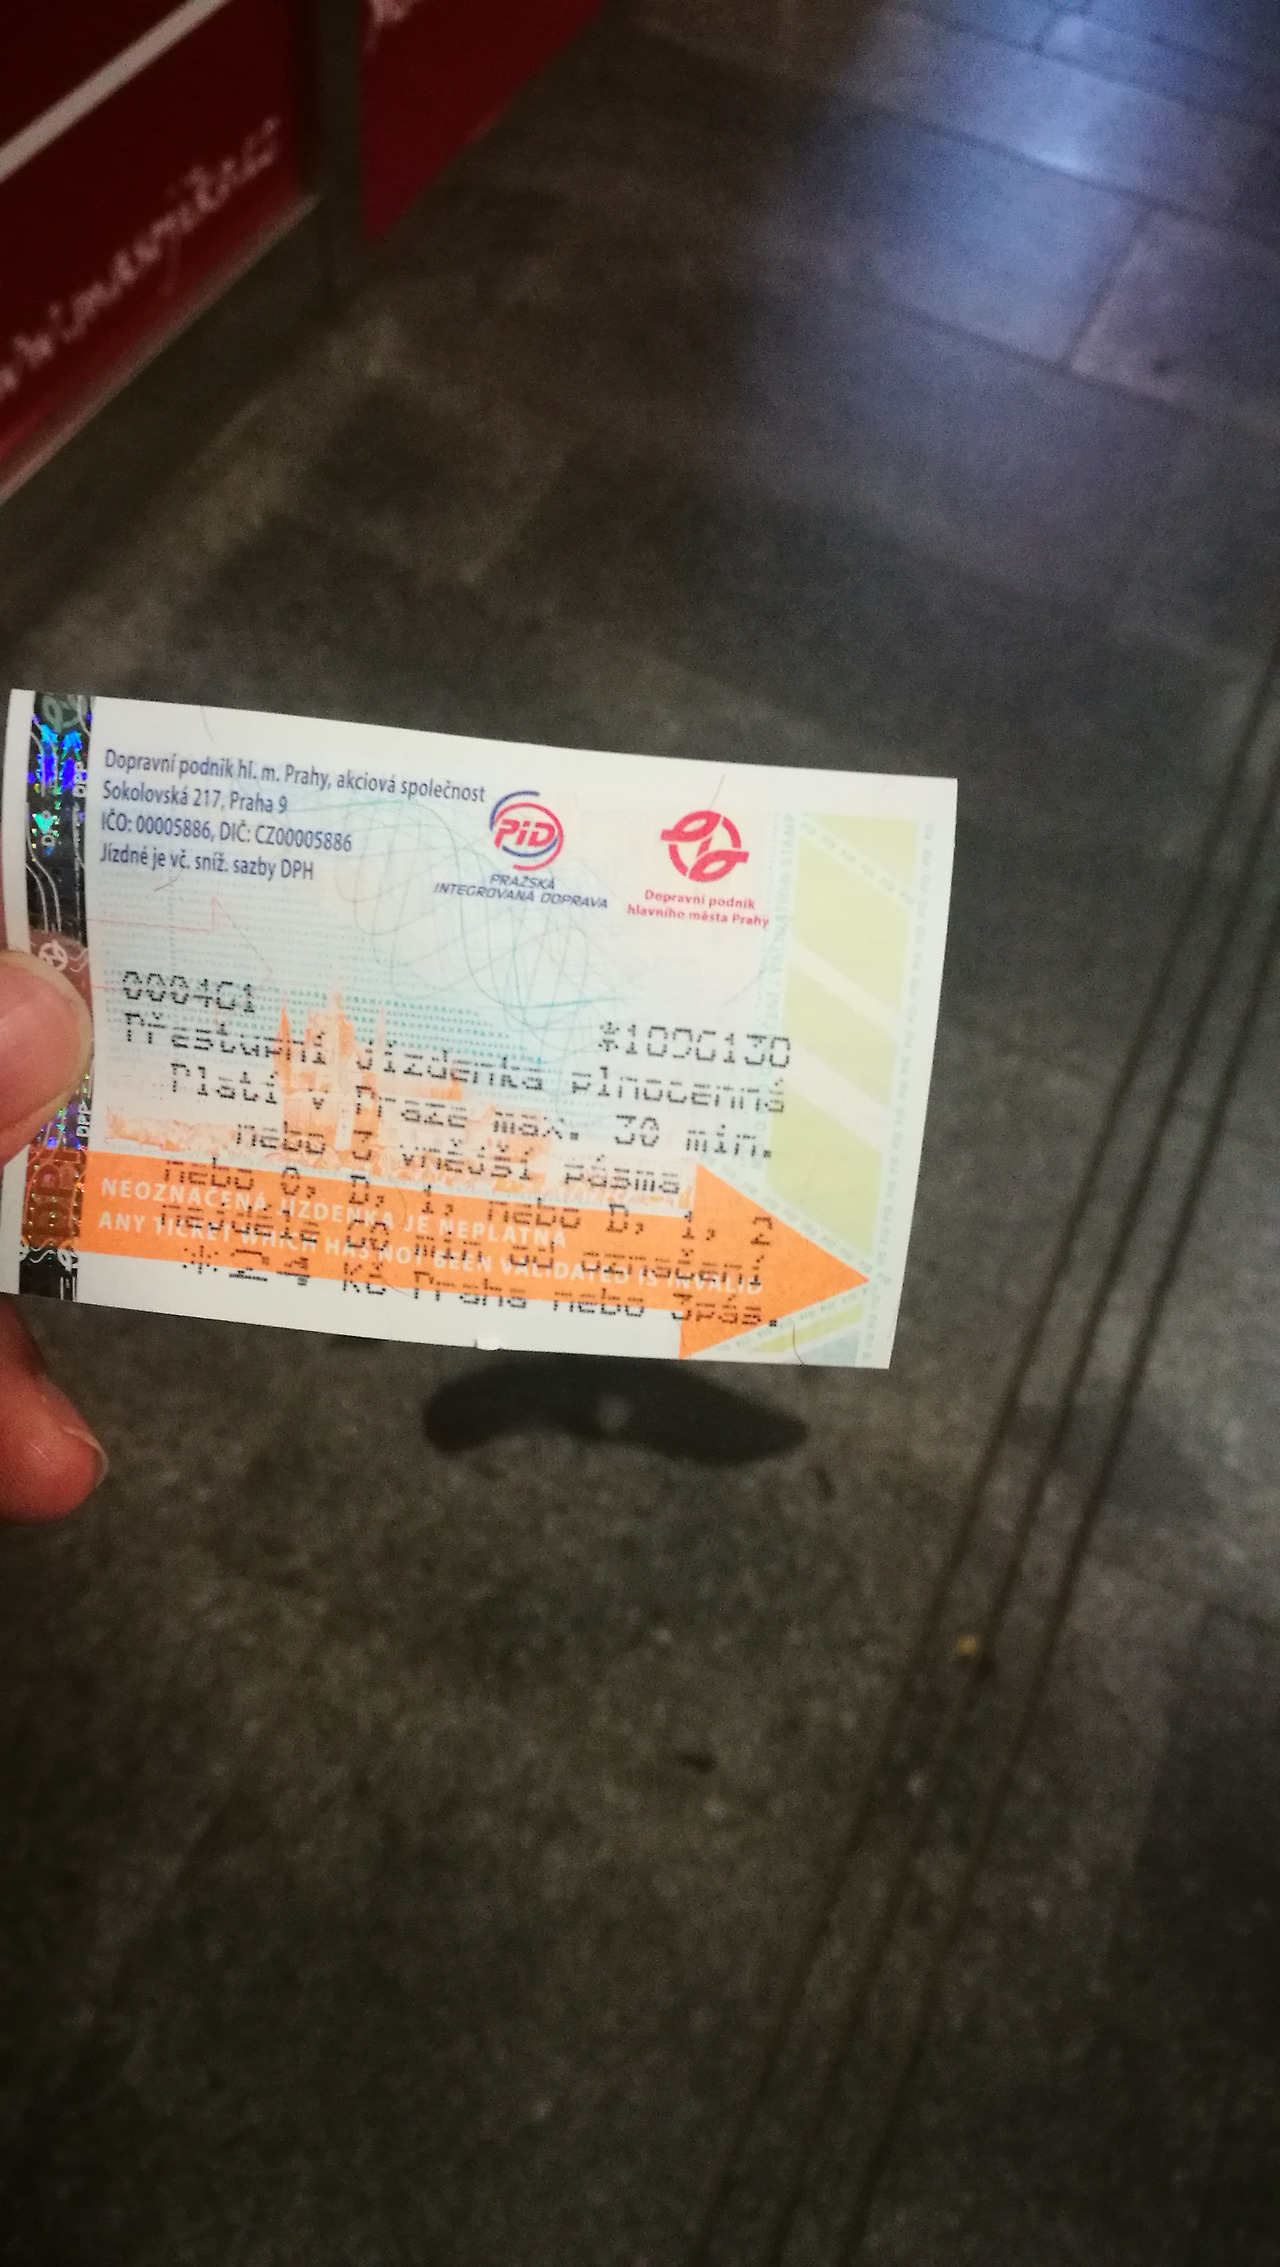 Dopravní podnik hl. m. Prahy, akciová společnost
Sokolovská 217, Praha 9
IČO: 00005886, DIČ: CZ00005886
Jízdné je vč. sníž. sazby DPH
PID
PRAŽSKÁ
INTEGROVANÁ DOPRAVA
Dopravní podnik
hlavního města Prahy
Přestupní jízdenka plnocenná
Platí v Praze max. 30 min.
nebo 3 vnější pásma
nebo 0, B, 1, nebo B, 1, 2
NEOZNAČENÁ JÍZDENKA JE NEPLATNÁ
ANY TICKET WHICH HAS NOT BEEN VALIDATED IS INVALID
*24 Kč Praha nebo 3pás.